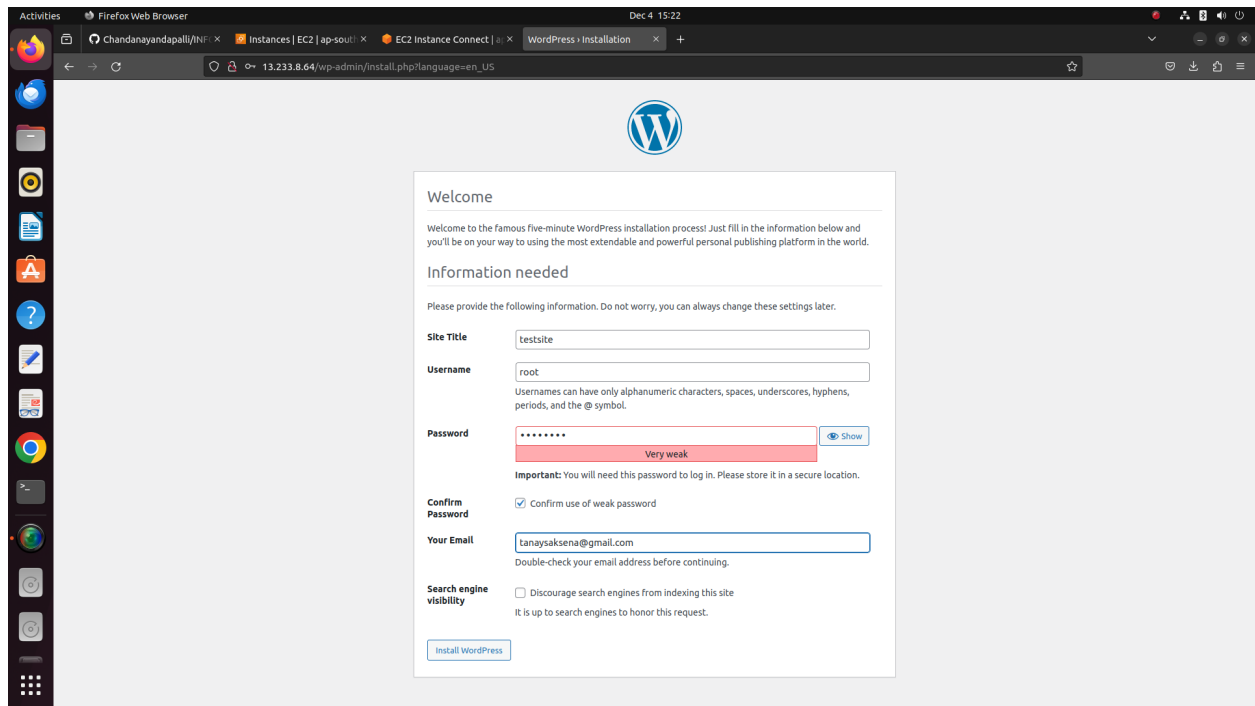 Activities
Firefox Web Browser
Dec 4 15:22
Chandanayandapalli/INF
Instances | EC2 | ap-sout
EC2 Instance Connect | a
WordPress › Installation
13.233.8.64/wp-admin/install.php?language=en_US
Welcome
Welcome to the famous five-minute WordPress installation process! Just fill in the information below and
you'll be on your way to using the most extendable and powerful personal publishing platform in the world.
Information needed
Please provide the following information. Do not worry, you can always change these settings later.
Site Title
testsite
Username
root
Usernames can have only alphanumeric characters, spaces, underscores, hyphens,
periods, and the @ symbol.
Password
••••••••
Show
Very weak
Important: You will need this password to log in. Please store it in a secure location.
Confirm
Password
Confirm use of weak password
Your Email
tanaysaksena@gmail.com
Double-check your email address before continuing.
Search engine
visibility
Discourage search engines from indexing this site
It is up to search engines to honor this request.
Install WordPress